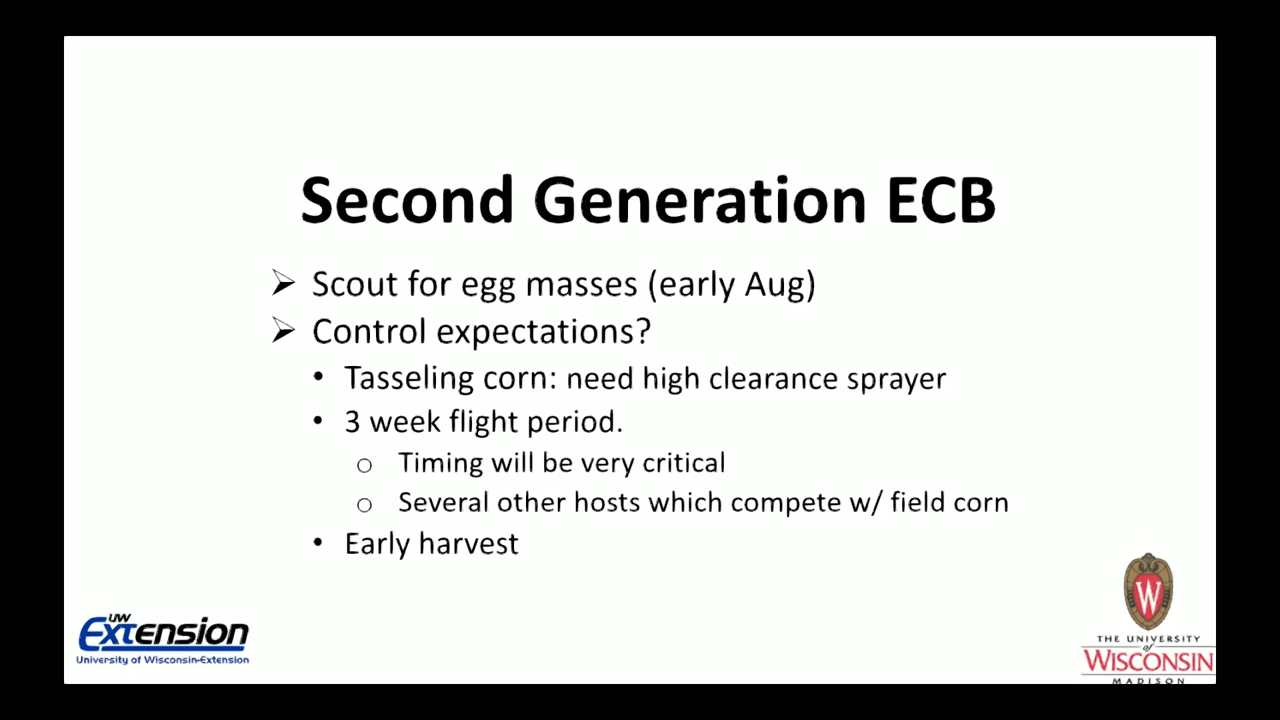 Second Generation ECB
➢ Scout for egg masses (early Aug)
➢ Control expectations?
• Tasseling corn: need high clearance sprayer
• 3 week flight period.
o Timing will be very critical
o Several other hosts which compete w/ field corn
• Early harvest
UW
Extension
University of Wisconsin-Extension
W
THE UNIVERSITY
of
WISCONSIN
MADISON